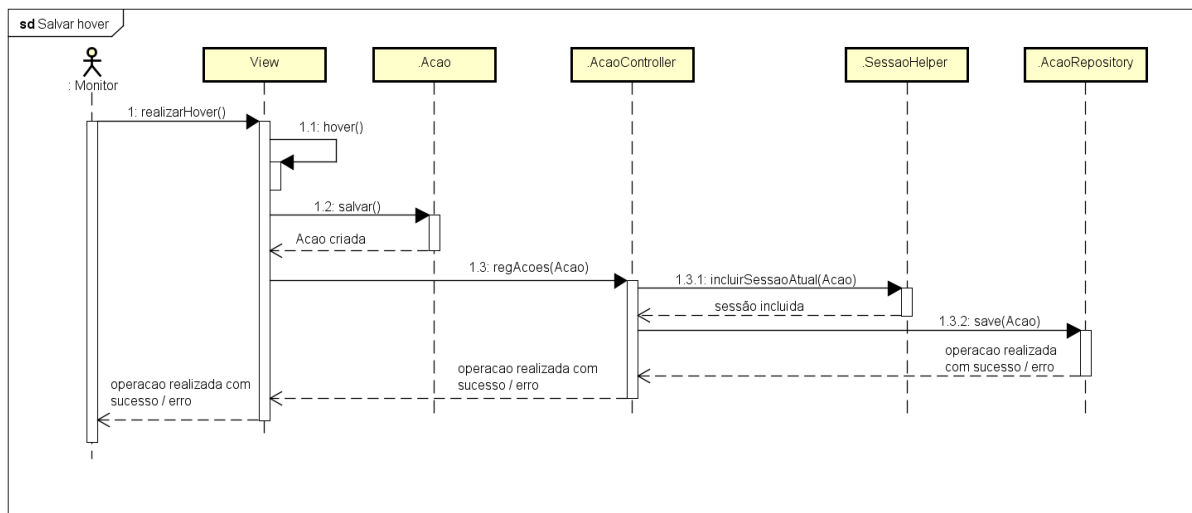 sd Salvar hover
: Monitor
View
.Acao
.AcaoController
.SessaoHelper
.AcaoRepository
1: realizarHover()
1.1: hover()
1.2: salvar()
Acao criada
1.3: regAcoes(Acao)
1.3.1: incluirSessaoAtual(Acao)
sessão incluida
1.3.2: save(Acao)
operacao realizada
com sucesso / erro
operacao realizada com
sucesso / erro
operacao realizada com
sucesso / erro